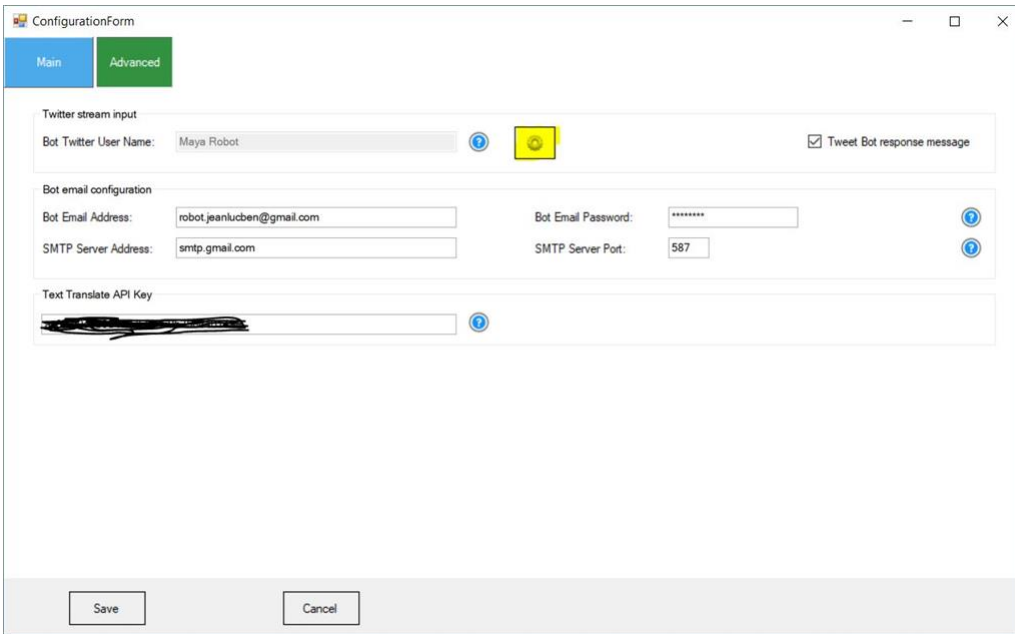 ConfigurationForm
Main Advanced
Twitter stream input
Bot Twitter User Name: Maya Robot Tweet Bot response message
Bot email configuration
Bot Email Address: robot.jeanlucben@gmail.com Bot Email Password: ********
SMTP Server Address: smtp.gmail.com SMTP Server Port: 587
Text Translate API Key
Save Cancel